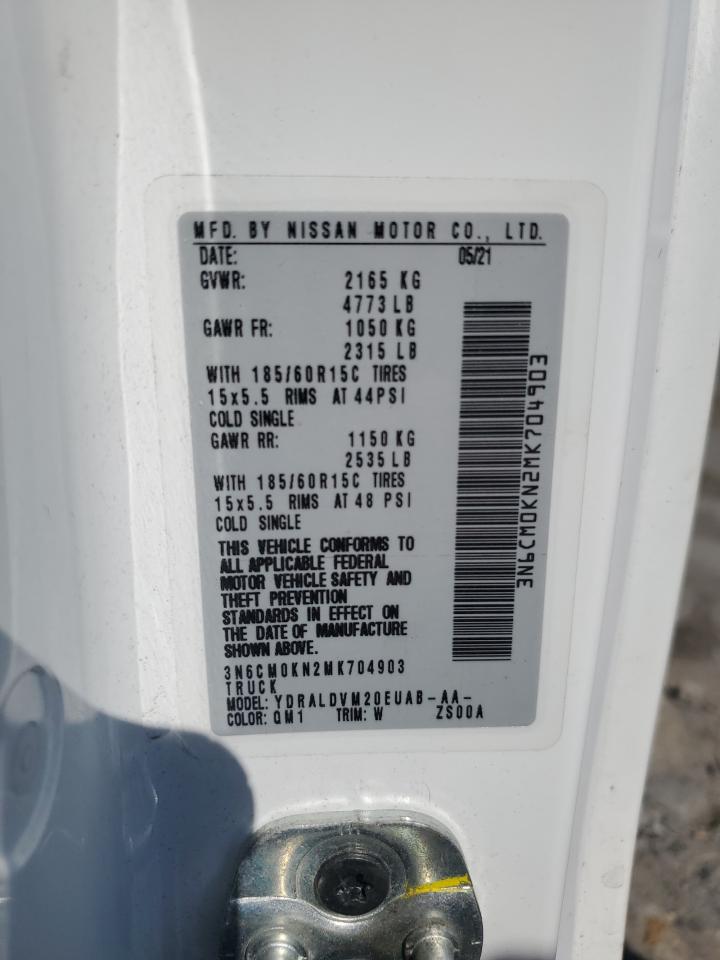 MFD. BY NISSAN MOTOR CO., LTD.
DATE: 05/21
GVWR: 2165 KG
4773 LB
GAWR FR: 1050 KG
2315 LB
WITH 185/60R15C TIRES
15x5.5 RIMS AT 44PSI
COLD SINGLE
GAWR RR: 1150 KG
2535 LB
WITH 185/60R15C TIRES
15x5.5 RIMS AT 48 PSI
COLD SINGLE
THIS VEHICLE CONFORMS TO
ALL APPLICABLE FEDERAL
MOTOR VEHICLE SAFETY AND
THEFT PREVENTION
STANDARDS IN EFFECT ON
THE DATE OF MANUFACTURE
SHOWN ABOVE.
3N6CM0KN2MK704903
TRUCK
MODEL: YDRALDVM20EUAB-AA-
COLOR: QM1 TRIM: W ZS00A
3N6CM0KN2MK704903